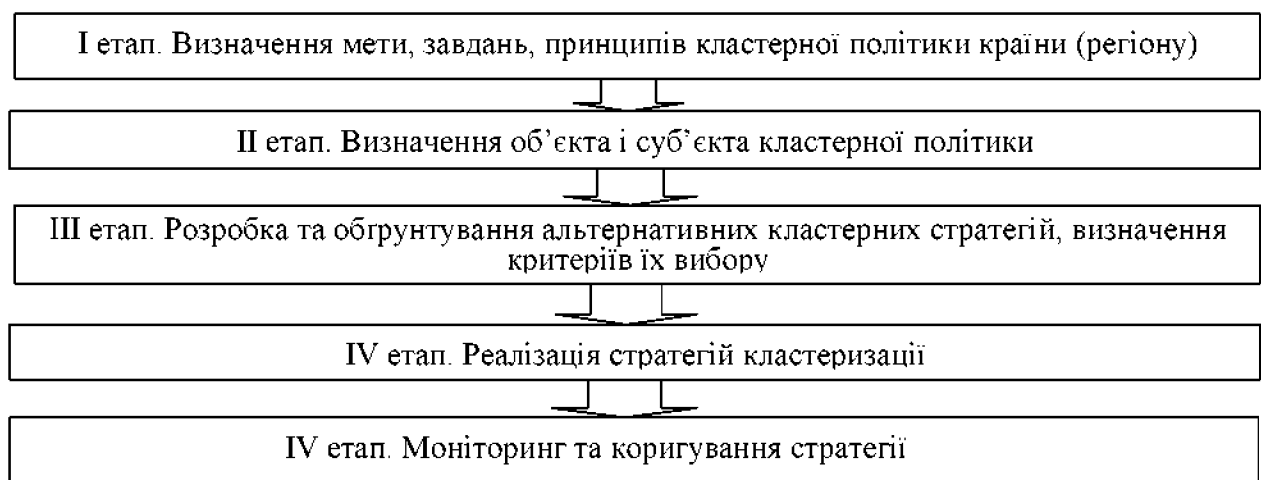 І етап. Визначення мети, завдань, принципів кластерної політики країни (регіону)
ІІ етап. Визначення об’єкта і суб’єкта кластерної політики
ІІІ етап. Розробка та обґрунтування альтернативних кластерних стратегій, визначення
критеріїв їх вибору
IV етап. Реалізація стратегій кластеризації
IV етап. Моніторинг та коригування стратегії